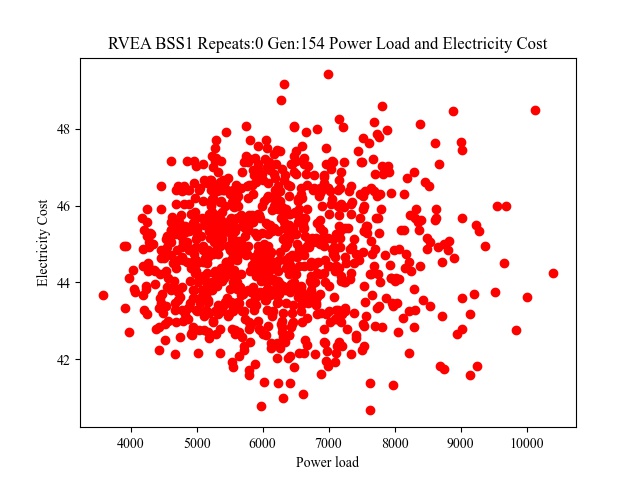 RVEA BSS1 Repeats:0 Gen:154 Power Load and Electricity Cost
Electricity Cost
48
46
44
42
4000 5000 6000 7000 8000 9000 10000
Power load